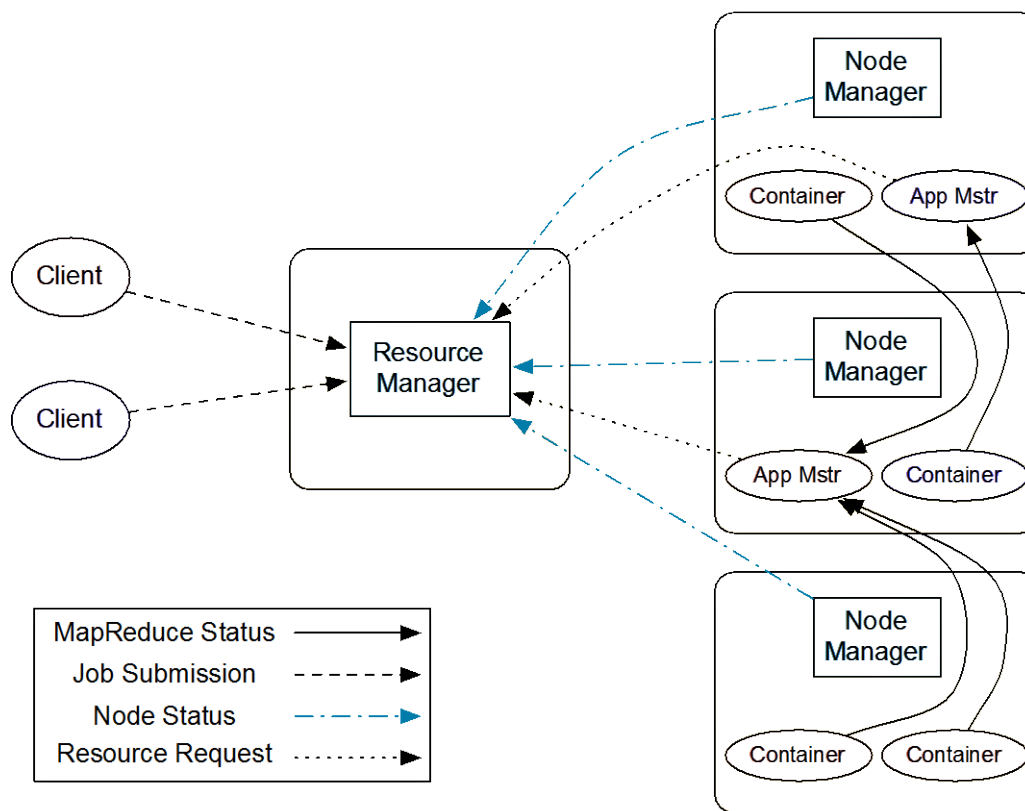 Node
Manager
Container
App Mstr
Client
Client
Resource
Manager
Node
Manager
App Mstr
Container
Node
Manager
Container
Container
MapReduce Status
Job Submission
Node Status
Resource Request